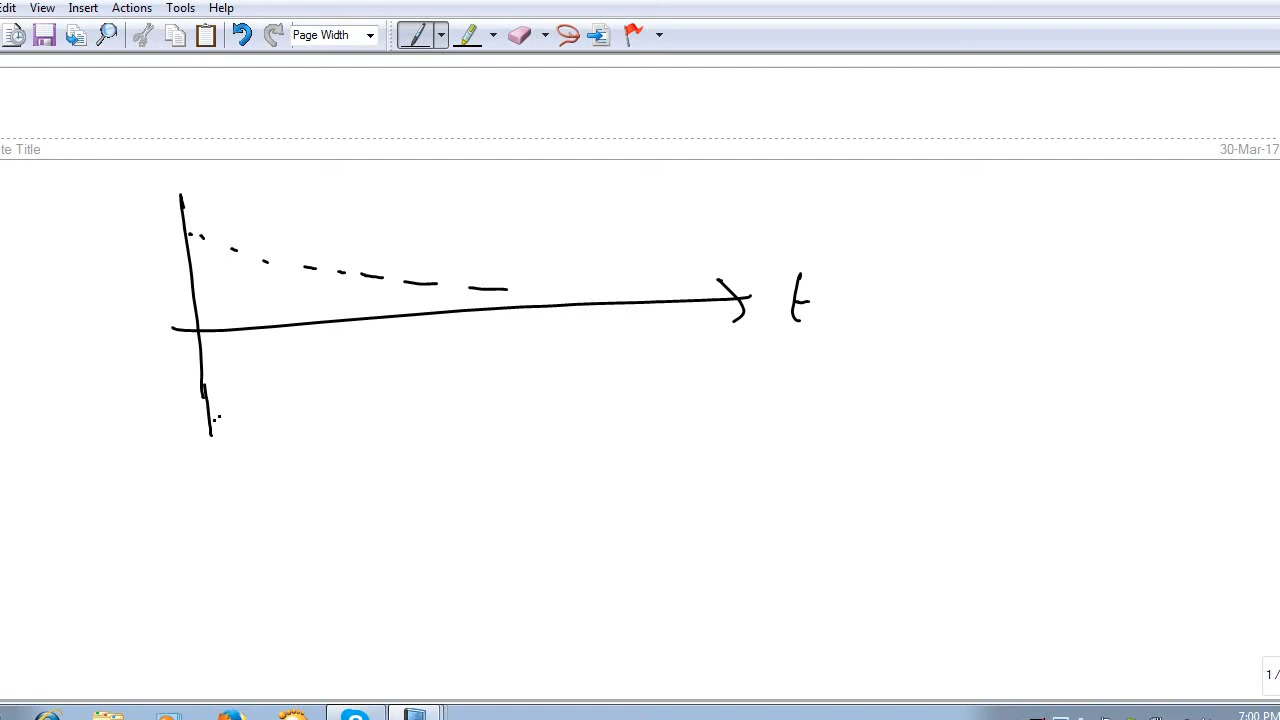 Edit View Insert Actions Tools Help
Page Width
te Title 30-Mar-17
t
1/
7:00 PM